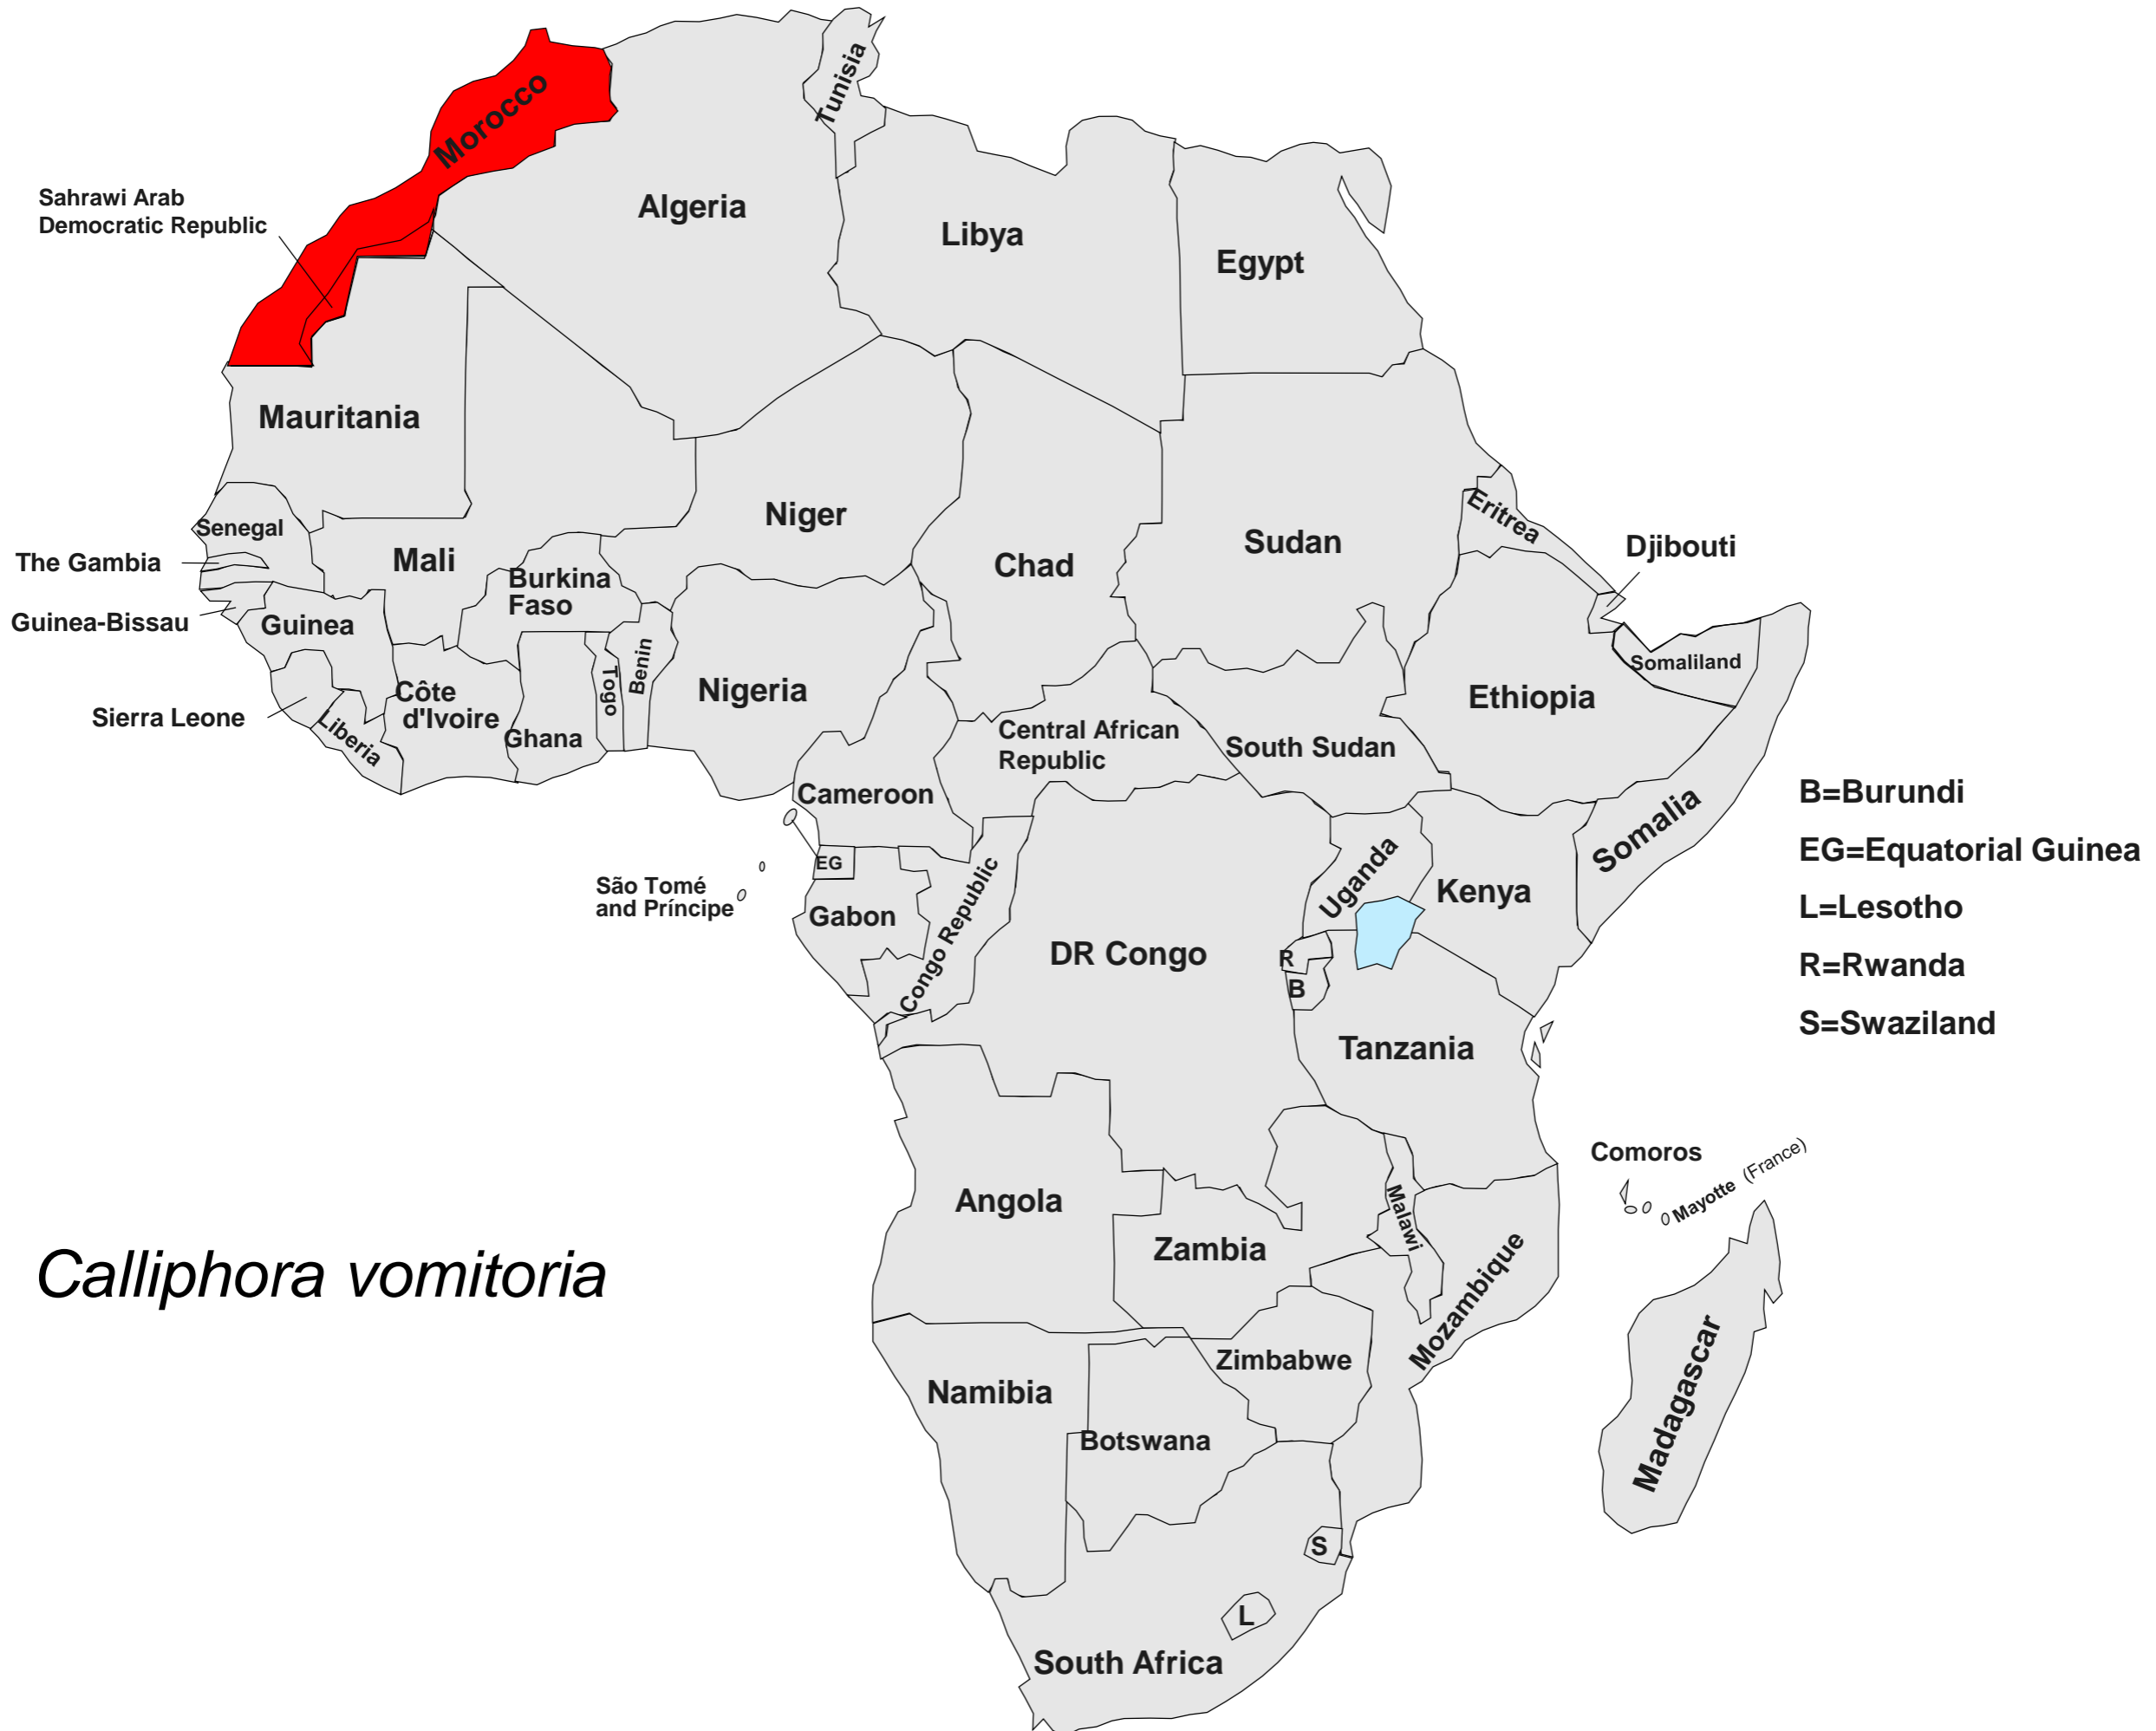 Tunisia
Morocco
Sahrawi Arab
Democratic Republic
Algeria
Libya
Egypt
Mauritania
Niger
Senegal
Mali
Chad
Sudan
Eritrea
Djibouti
The Gambia
Burkina
Faso
Guinea-Bissau
Guinea
Benin
Togo
Nigeria
Somaliland
Ethiopia
Côte
d'Ivoire
Sierra Leone
Liberia
Ghana
Central African
Republic
South Sudan
Cameroon
Somalia
B=Burundi
EG=Equatorial Guinea
L=Lesotho
R=Rwanda
S=Swaziland
EG
São Tomé
and Príncipe
Gabon
Congo Republic
Uganda
Kenya
DR Congo
R
B
Tanzania
Comoros
Mayotte (France)
Angola
Malawi
Zambia
Mozambique
Calliphora vomitoria
Zimbabwe
Namibia
Botswana
Madagascar
S
L
South Africa